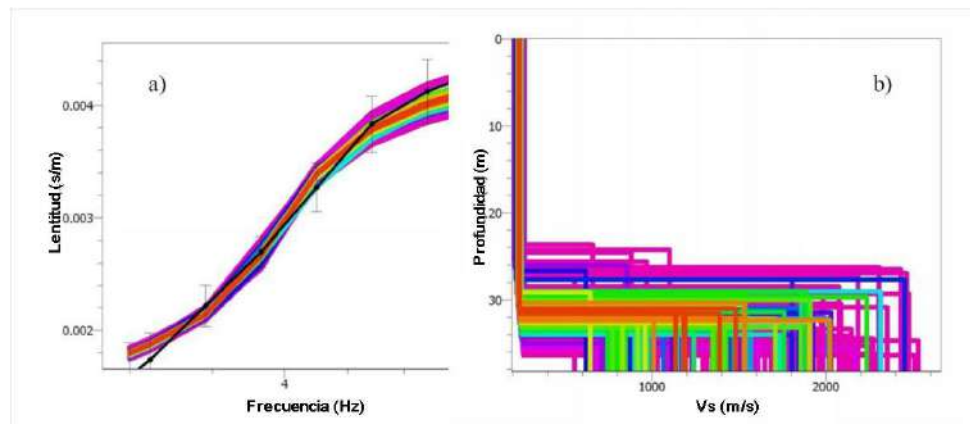 a)
0.004
0.003
0.002
Lentitud (s/m)
4
Frecuencia (Hz)
b)
0
10
20
30
Profundidad (m)
1000
2000
Vs (m/s)